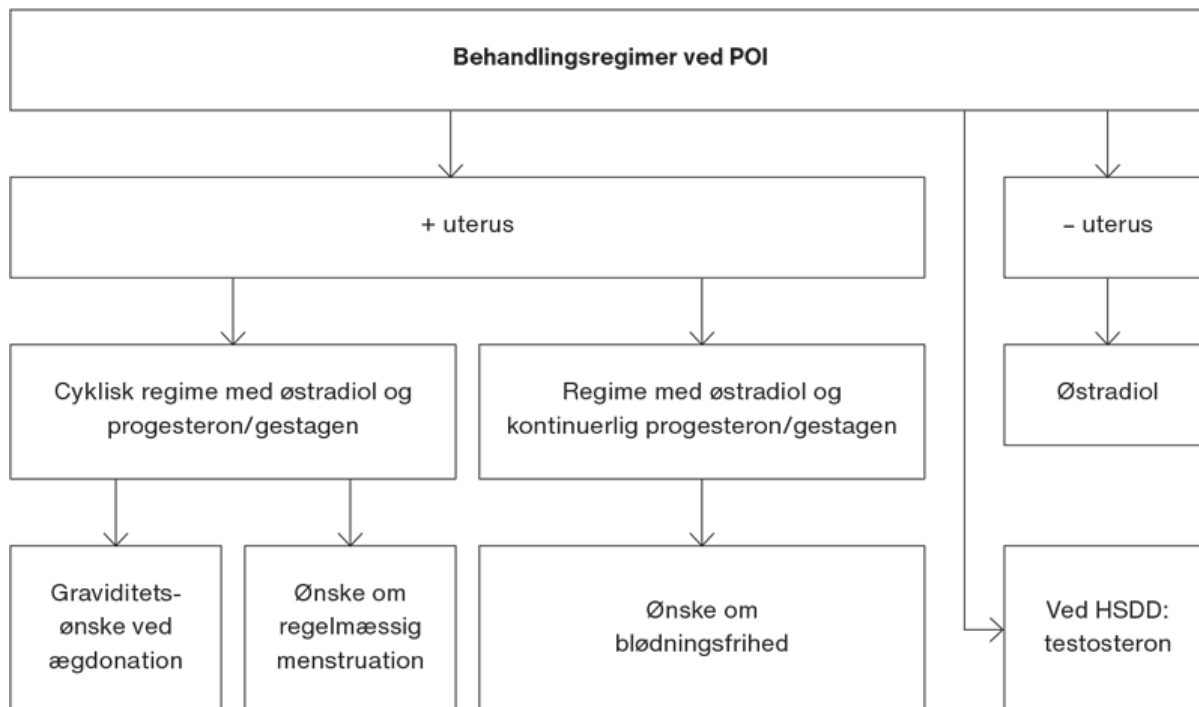 Behandlingsregimer ved POI
+ uterus
– uterus
Cyklisk regime med østradiol og
progesteron/gestagen
Regime med østradiol og
kontinuerlig progesteron/gestagen
Østradiol
Graviditets-
ønske ved
ægdonation
Ønske om
regelmæssig
menstruation
Ønske om
blødningsfrihed
Ved HSDD:
testosteron